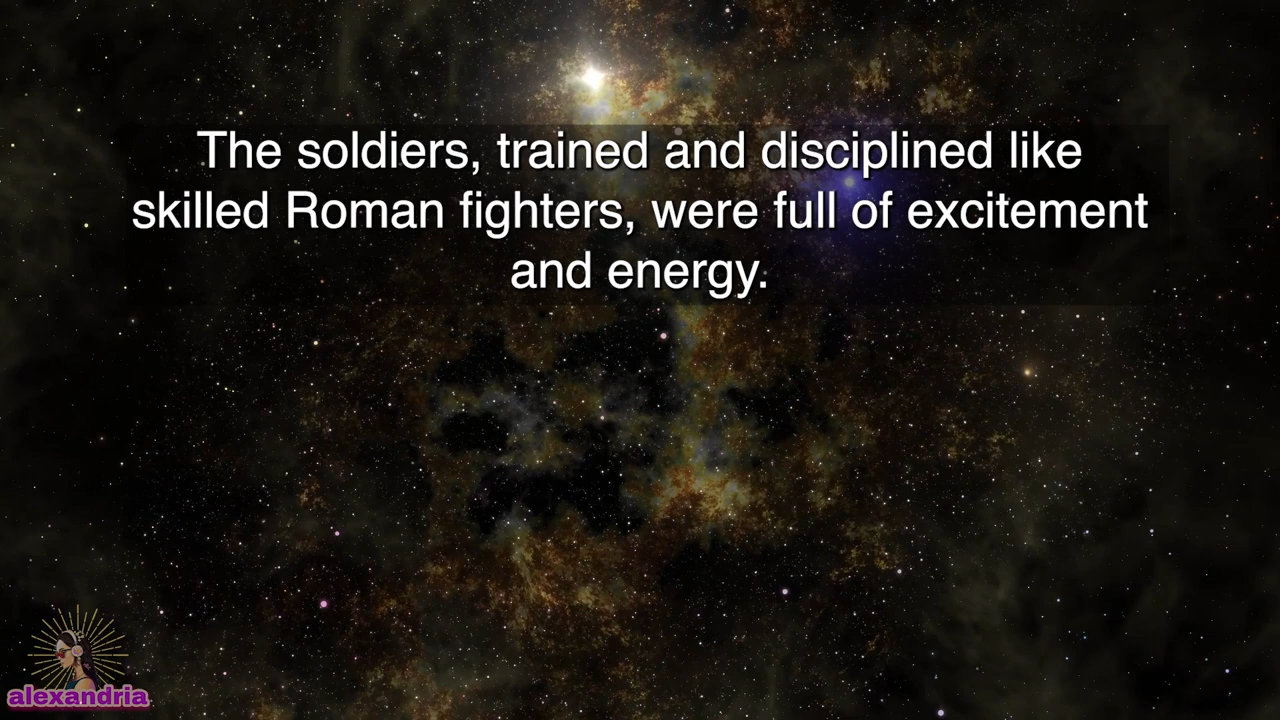 The soldiers, trained and disciplined like
skilled Roman fighters, were full of excitement
and energy.
alexandria